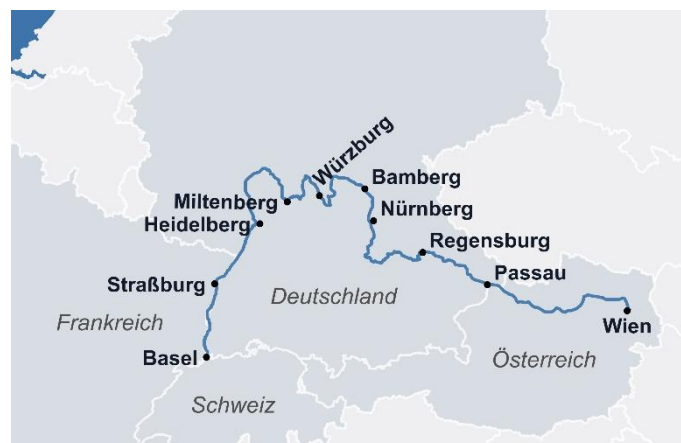 Würzburg
Bamberg
Miltenberg
Nürnberg
Heidelberg
Regensburg
Passau
Straßburg
Deutschland
Frankreich
Wien
Basel
Österreich
Schweiz